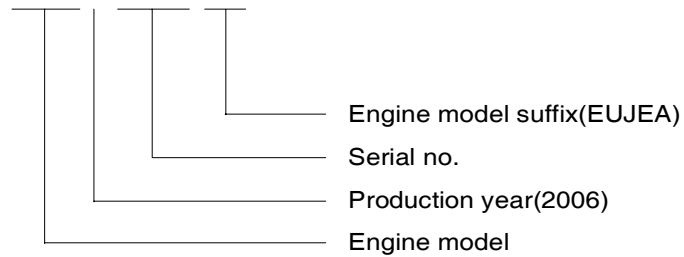 Engine model suffix(EUJEA)
Serial no.
Production year(2006)
Engine model